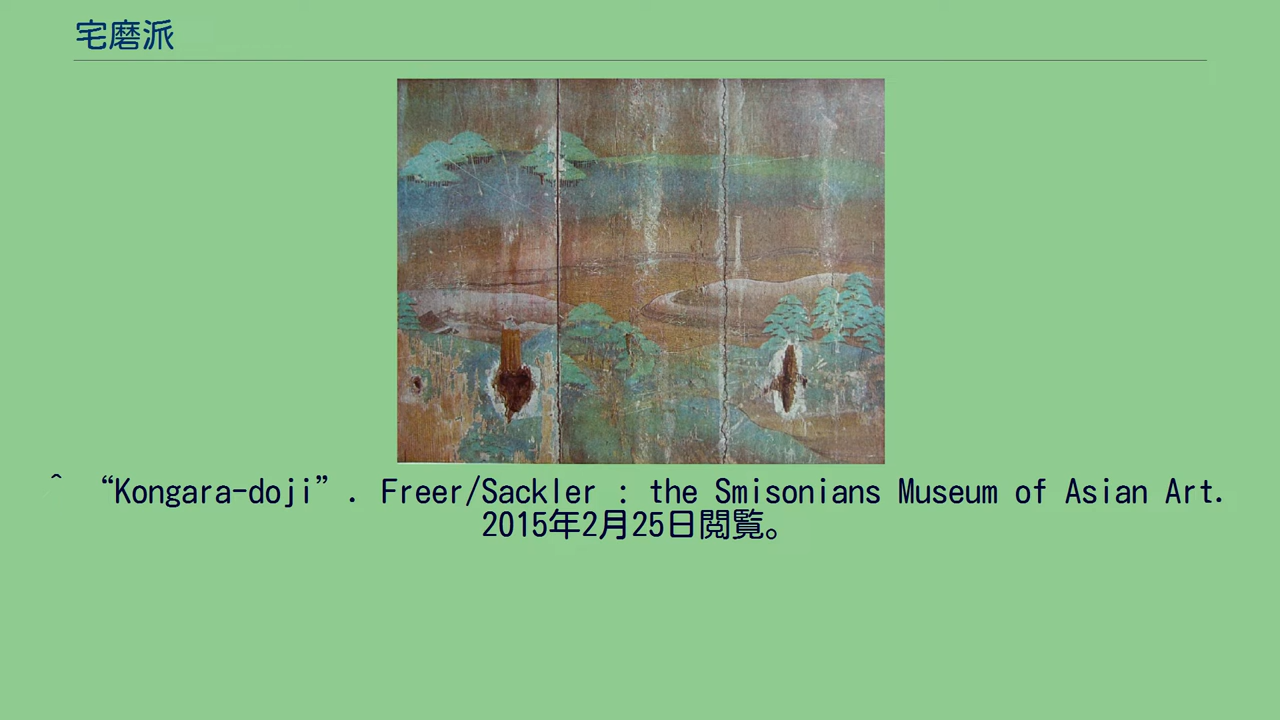 宅磨派
^ “Kongara-doji”. Freer/Sackler : the Smisonians Museum of Asian Art.
2015年2月25日閲覧。